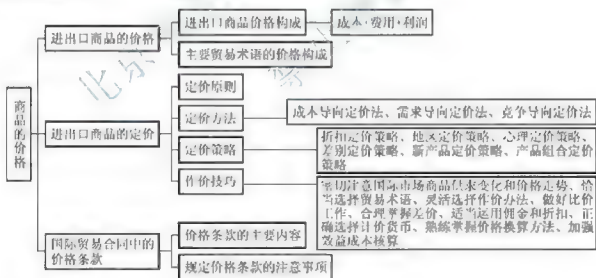 商品的价格
进出口商品的价格
进出口商品价格构成
成本·费用·利润
主要贸易术语的价格构成
进出口商品的定价
定价原则
定价方法
成本导向定价法、需求导向定价法、竞争导向定价法
定价策略
折扣定价策略、地区定价策略、心理定价策略、
差别定价策略、新产品定价策略、产品组合定价
策略
作价技巧
密切注意国际市场商品供求变化和价格走势、恰
当选择贸易术语、灵活选择作价办法、做好比价
工作、合理掌握差价、适当运用佣金和折扣、正
确选择计价货币、熟练掌握价格换算方法、加强
效益成本核算
国际贸易合同中的
价格条款
价格条款的主要内容
规定价格条款的注意事项